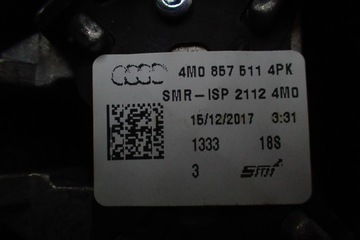 4M0 857 511 4PK
SMR-ISP 2112 4M0
15/12/2017 3:31
1333 18S
3 SMR